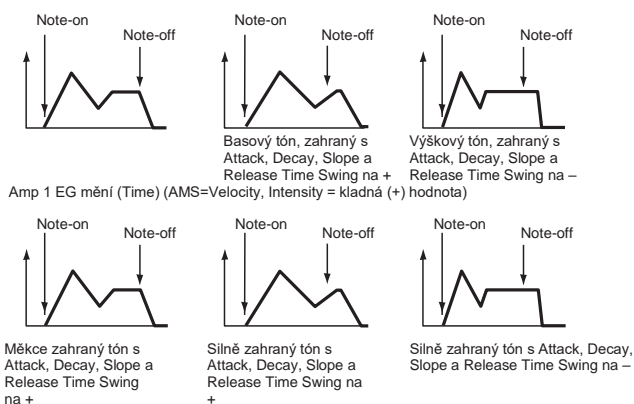 Note-on
Note-off
Note-on
Note-off
Note-on
Note-off
Basový tón, zahraný s
Attack, Decay, Slope a
Release Time Swing na +
Výškový tón, zahraný s
Attack, Decay, Slope a
Release Time Swing na –
Amp 1 EG mění (Time) (AMS=Velocity, Intensity = kladná (+) hodnota)
Note-on
Note-off
Note-on
Note-off
Note-on
Note-off
Měkce zahraný tón s
Attack, Decay, Slope a
Release Time Swing
na +
Silně zahraný tón s
Attack, Decay, Slope a
Release Time Swing na
+
Silně zahraný tón s Attack, Decay,
Slope a Release Time Swing na –